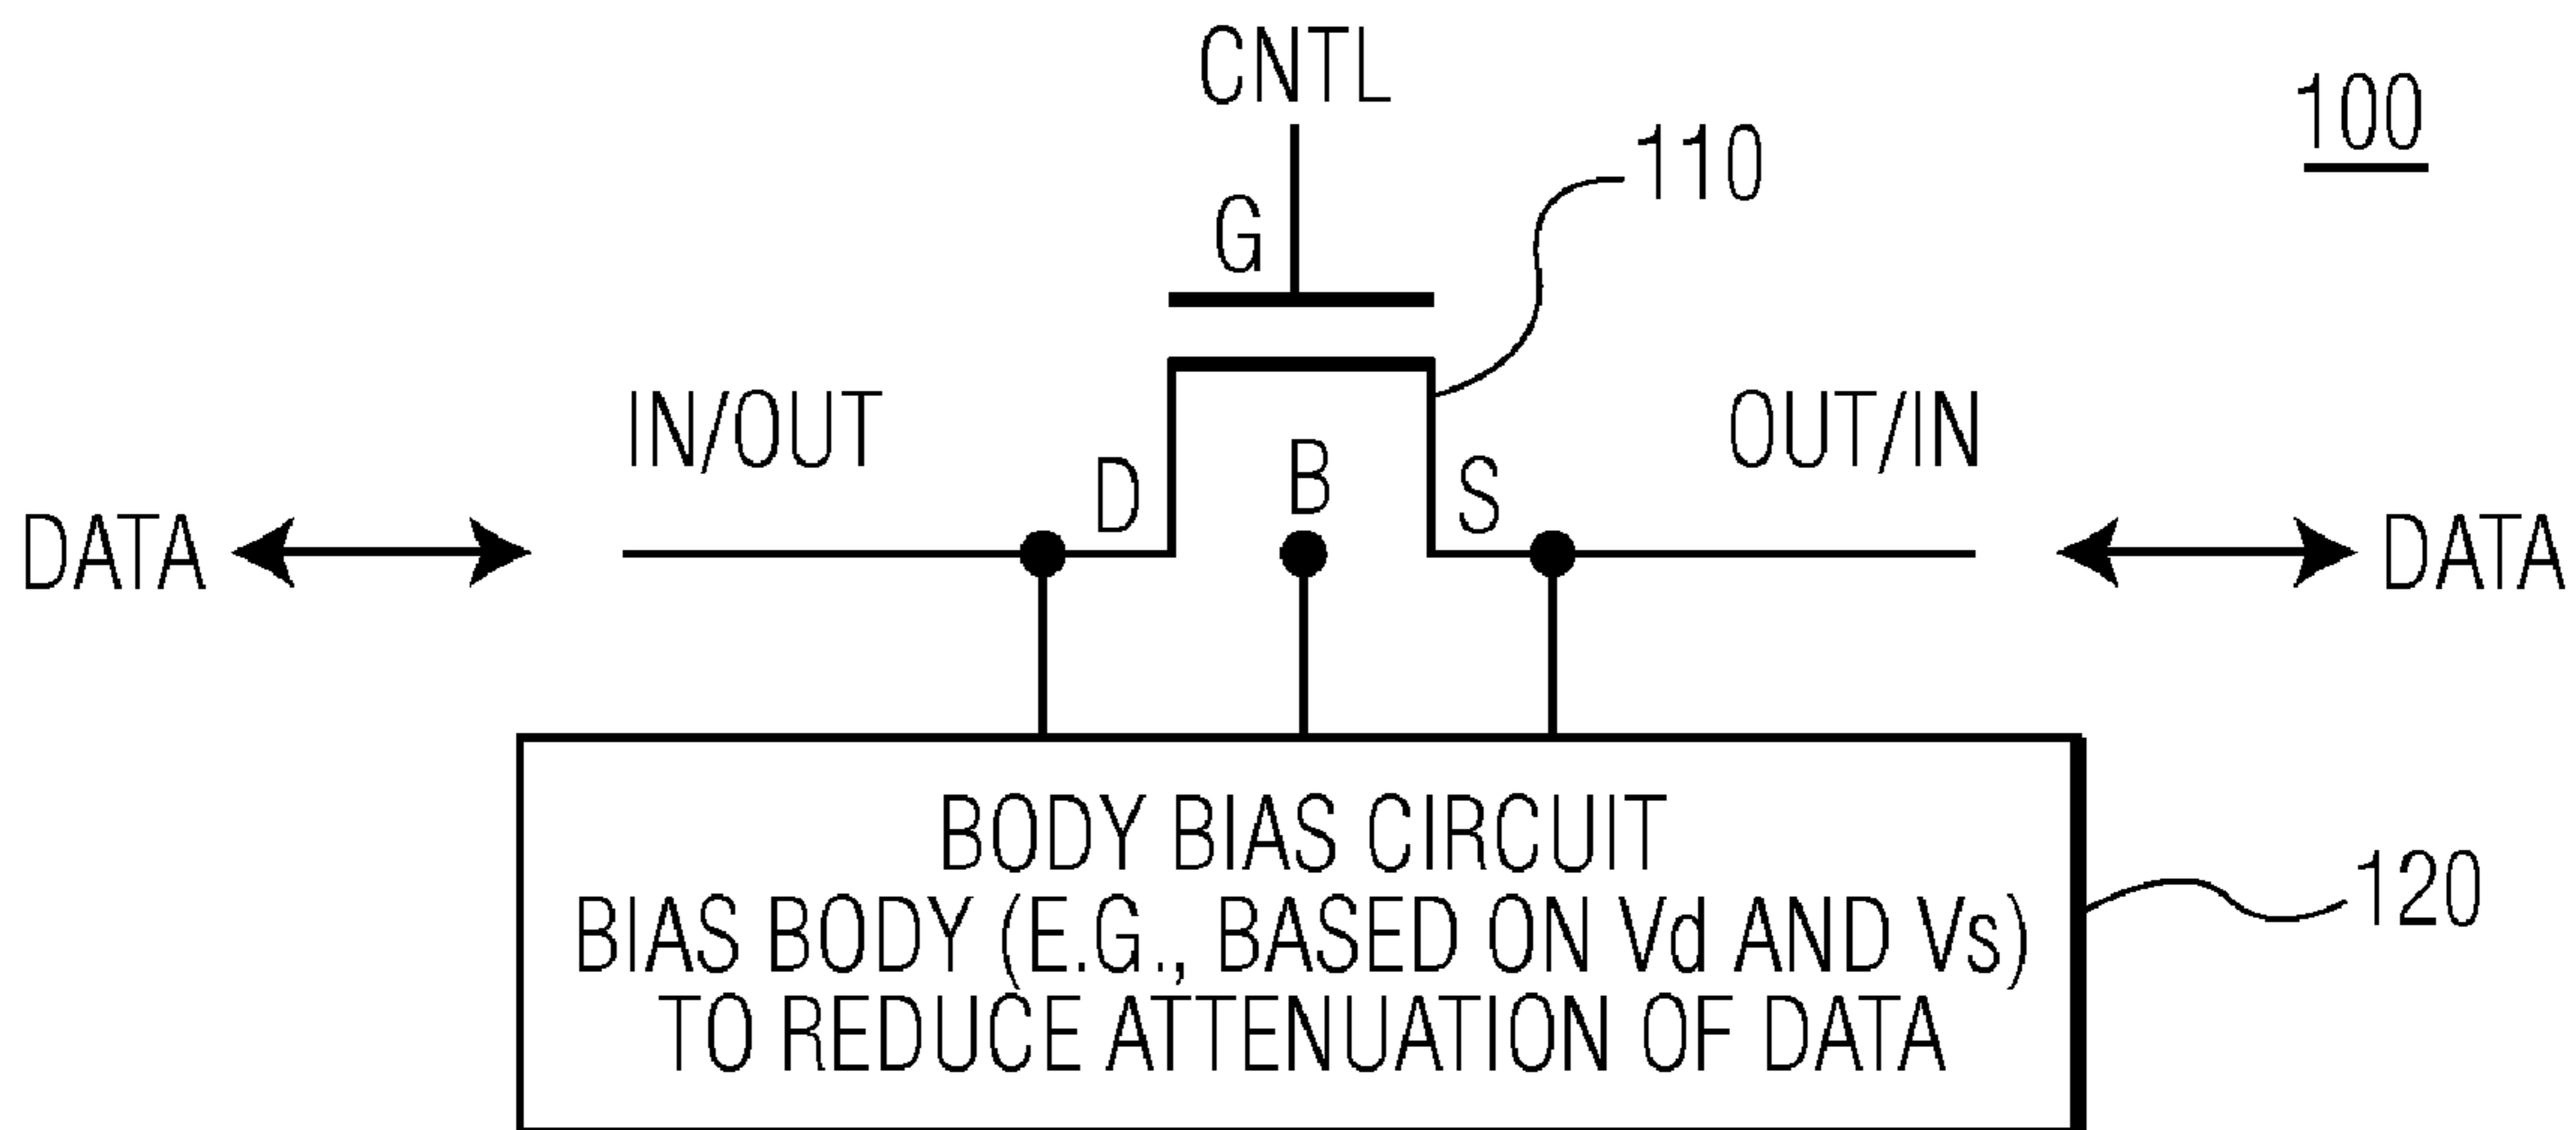 CNTL
100
110
G
IN/OUT
OUT/IN
D
B
S
DATA
DATA
BODY BIAS CIRCUIT
BIAS BODY (E.G., BASED ON Vd AND Vs)
TO REDUCE ATTENUATION OF DATA
120